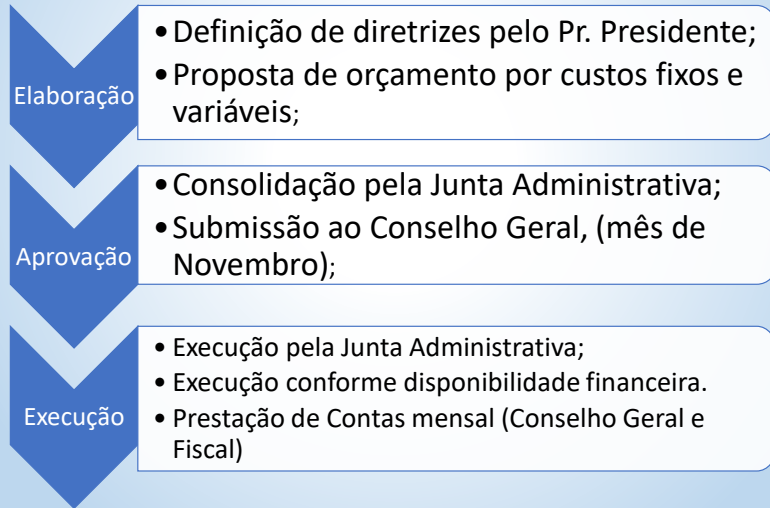 Elaboração
•Definição de diretrizes pelo Pr. Presidente;
•Proposta de orçamento por custos fixos e
variáveis;
Aprovação
•Consolidação pela Junta Administrativa;
•Submissão ao Conselho Geral, (mês de
Novembro);
Execução
• Execução pela Junta Administrativa;
• Execução conforme disponibilidade financeira.
• Prestação de Contas mensal (Conselho Geral e
Fiscal)